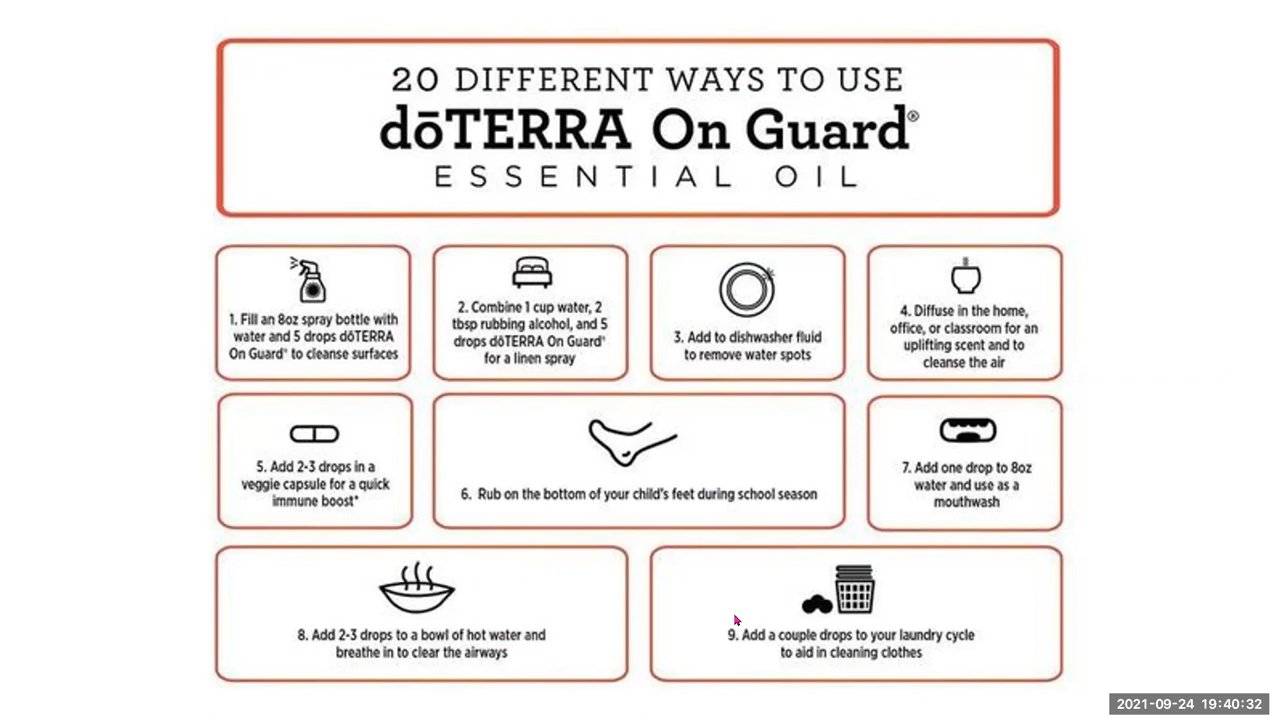 20 DIFFERENT WAYS TO USE
dōTERRA On Guard®
ESSENTIAL OIL
1. Fill an 8oz spray bottle with
water and 5 drops dōTERRA
On Guard® to cleanse surfaces
2. Combine 1 cup water, 2
tbsp rubbing alcohol, and 5
drops dōTERRA On Guard®
for a linen spray
3. Add to dishwasher fluid
to remove water spots
4. Diffuse in the home,
office, or classroom for an
uplifting scent and to
cleanse the air
5. Add 2-3 drops in a
veggie capsule for a quick
immune boost*
6. Rub on the bottom of your child's feet during school season
7. Add one drop to 8oz
water and use as a
mouthwash
8. Add 2-3 drops to a bowl of hot water and
breathe in to clear the airways
9. Add a couple drops to your laundry cycle
to aid in cleaning clothes
2021-09-24 19:40:32